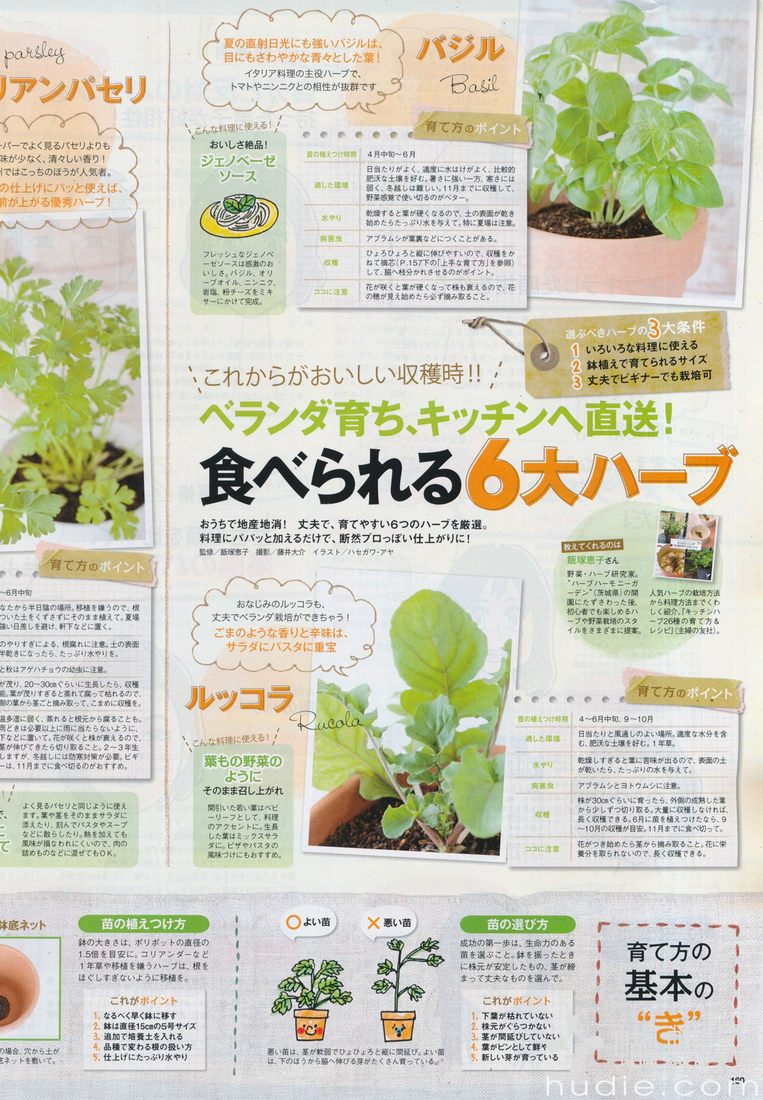 夏の直射日光にも強いバジルは、
目にもさわやかな青々とした葉!
イタリア料理の主役ハーブで、
トマトやニンニクとの相性が抜群です
バジル
Basil
こんな料理に使える!
おいしさ絶品!
ジェノベーゼ
ソース
フレッシュなジェノベ
ーゼソースは感激のお
いしさ。バジル、オリ
ーブオイル、ニンニク、
岩塩、粉チーズをミキ
サーにかけて完成。
育て方のポイント
苗の植えつけ時期 4月中旬〜6月
適した環境
日当たりがよく、適度に水はけがよく、比較的
肥沃な土壌を好む。暑さに強い一方、寒さには
弱く、冬越しは難しい。11月までに収穫して、
野菜感覚で使い切るのがベター。
水やり
乾燥すると葉が硬くなるので、土の表面が乾き
始めたらたっぷり水を与えて。特に夏場は注意。
病害虫 アブラムシが葉裏などにつくことがある。
収穫
ひょろひょろと縦に伸びやすいので、収穫をか
ねて摘芯(P.157下の「上手な育て方」を参照)
して、脇へ枝分かれさせるのがポイント。
ココに注意
花が咲くと葉が硬くなって株も衰えるので、花
の穂が見え始めたら必ず摘み取ること。
parsley
リアンパセリ
ーパーでよく見るパセリよりも
味が少なく、清々しい香り!
ではこっちのほうが人気者。
の仕上げにパッと使えば、
前が上がる優秀ハーブ!
選ぶべきハーブの3大条件
1 いろいろな料理に使える
2 鉢植えで育てられるサイズ
3 丈夫でビギナーでも栽培可
これからがおいしい収穫時!!
ベランダ育ち、キッチンへ直送!
食べられる6大ハーブ
おうちで地産地消! 丈夫で、育てやすい6つのハーブを厳選。
料理にパパッと加えるだけで、断然プロっぽい仕上がりに!
監修/飯塚恵子 撮影/藤井大介 イラスト/ハセガワ・アヤ
教えてくれるのは
飯塚恵子さん
野菜・ハーブ研究家。
“ハーブハーモニーガ
ーデン”(茨城県)の開
園にたずさわった後、
初心者でも楽しめるハ
ーブや野菜栽培のスタ
イルをさまざまに提案。
人気ハーブの栽培方法
から料理方法までくわ
しく紹介。『キッチンハ
ーブ26種の育て方&
レシピ』(主婦の友社)。
育て方のポイント
〜6月中旬
なたから半日陰の場所。移植を嫌うので、根
ついた土をくずさずにそのまま植えて。夏場
強い日差しを避け、軒下などに置く。
のやりすぎによる、根腐れに注意。土の表面
半乾きになったら、たっぷり水やりを。
と秋はアゲハチョウの幼虫に注意。
が茂り、20〜30cmぐらいに生長したら、収穫
能。葉が茂りすぎると蒸れて腐って枯れるので、
側の葉から茎ごと摘み取って、こまめに収穫を。
温多湿に弱く、蒸れると根元から腐ることも。
雨どきは必要以上に雨に当たらないように、
下などに置いて。花が咲くと株が衰えるので、
茎が伸びてきたら切り取ること。2〜3年生
しますが、冬越しには防寒対策が必要。ビギ
ーは、11月までに食べ切るのがおすすめ。
よく見るパセリと同じように使え
ます。葉や茎をそのままサラダに
添えたり、刻んでパスタやスープ
などに散らしたり。熱を加えても
風味が損なわれにくいので、肉の
詰めものなどに混ぜてもOK。
おなじみのルッコラも、
丈夫でベランダ栽培ができちゃう!
ごまのような香りと辛味は、
サラダにパスタに重宝
ルッコラ
Rucola
こんな料理に使える!
葉もの野菜の
ように
そのまま召し上がれ
間引いた若い葉はベビ
ーリーフとして、料理
のアクセントに。生長
した葉はミックスサラ
ダに。ピザやパスタの
風味づけにもおすすめ。
育て方のポイント
苗の植えつけ時期 4〜6月中旬、9〜10月
適した環境
日当たりと風通しのよい場所。適度な水分を含
む、肥沃な土壌を好む。1年草。
水やり
乾燥しすぎると葉に苦味が出るので、表面の土
が乾いたら、たっぷりの水を与えて。
病害虫 アブラムシとヨトウムシに注意。
収穫
株が30cmぐらいに育ったら、外側の成熟した葉
から少しずつ切り取る。大量に収穫しなければ、
長く収穫できる。6月に苗を植えつけたなら、9
〜10月の収穫が目安。11月までに食べ切って。
ココに注意
花がつき始めたら茎から摘み取ること。花に栄
養分を取られないので、長く収穫できる。
鉢底ネット
の場合、穴から土が
底ネットを敷いて。
苗の植えつけ方
鉢の大きさは、ポリポットの直径の
1.5倍を目安に。コリアンダーなど
1年草や移植を嫌うハーブは、根を
ほぐしすぎないように移植を。
これがポイント
1. なるべく早く鉢に移す
2. 鉢は直径15cmの5号サイズ
3. 追加で培養土を入れる
4. 品種で変わる根の扱い方
5. 仕上げにたっぷり水やり
よい苗
悪い苗
悪い苗は、茎が軟弱でひょろひょろと縦に間延び。よい苗
は、下のほうから脇へ伸びる芽がたくさん育っている。
苗の選び方
成功の第一歩は、生命力のある
苗を選ぶこと。鉢を振ったとき
に株元が安定したもの、茎が締
まって丈夫なものを選んで。
これがポイント
1. 下葉が枯れていない
2. 株元がぐらつかない
3. 茎が間延びしていない
4. 葉がピンとして鮮や
5. 新しい芽が育っている
育て方の
基本の
“き”
hudie.com